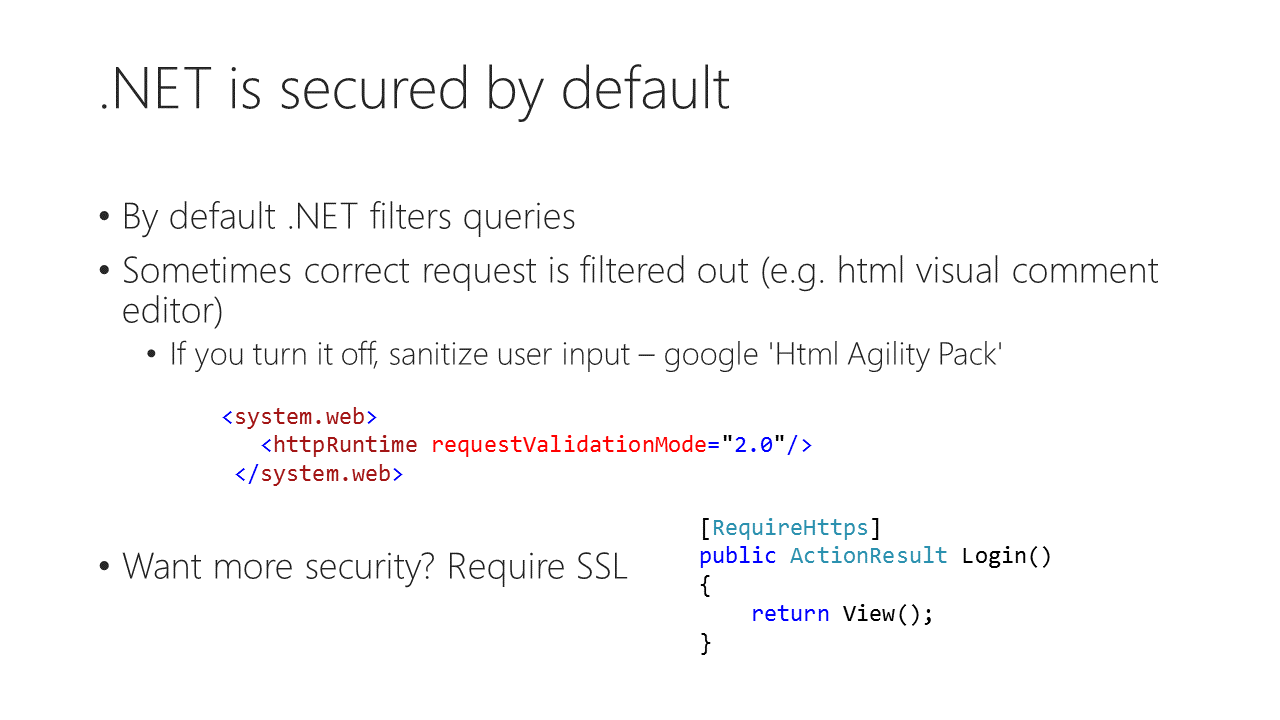 .NET is secured by default
• By default .NET filters queries
• Sometimes correct request is filtered out (e.g. html visual comment
editor)
• If you turn it off, sanitize user input – google 'Html Agility Pack'
<system.web>
<httpRuntime requestValidationMode="2.0"/>
</system.web>
• Want more security? Require SSL
[RequireHttps]
public ActionResult Login()
{
return View();
}